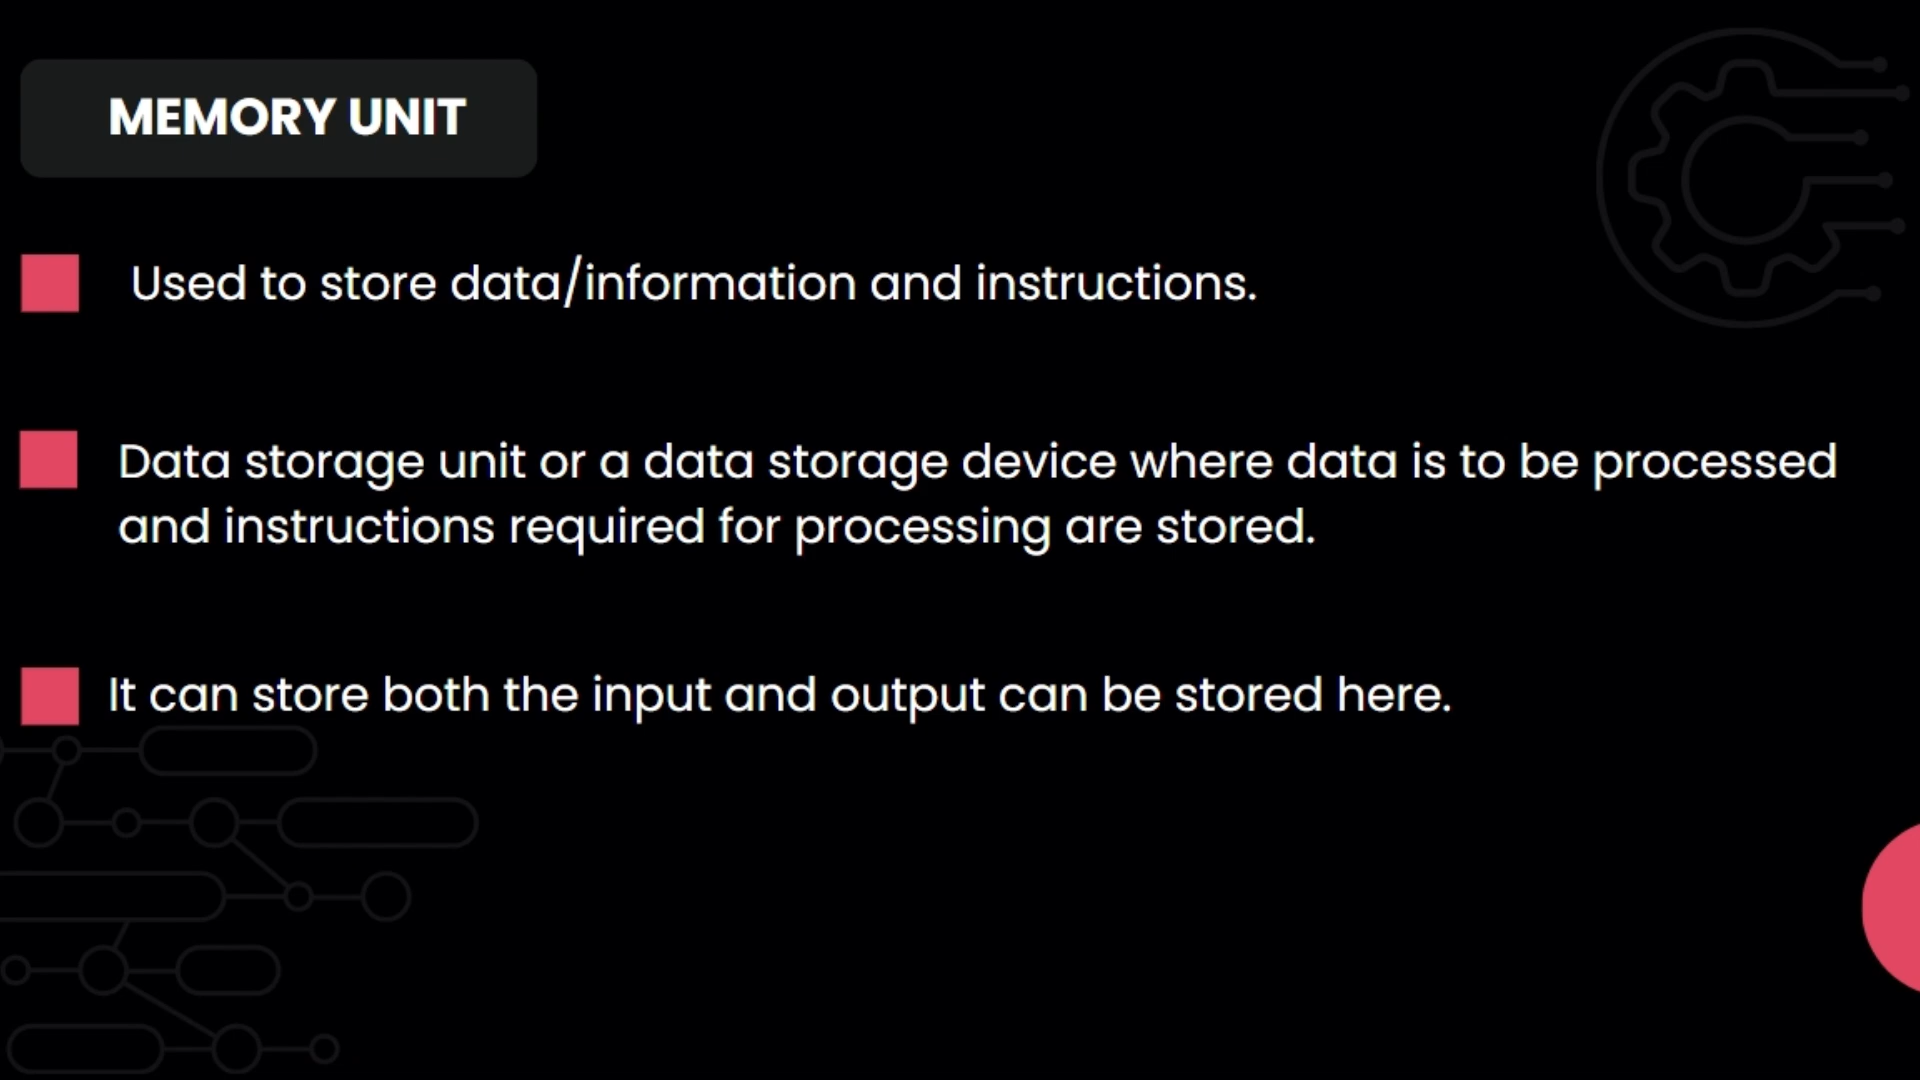 MEMORY UNIT
Used to store data/information and instructions.
Data storage unit or a data storage device where data is to be processed
and instructions required for processing are stored.
It can store both the input and output can be stored here.